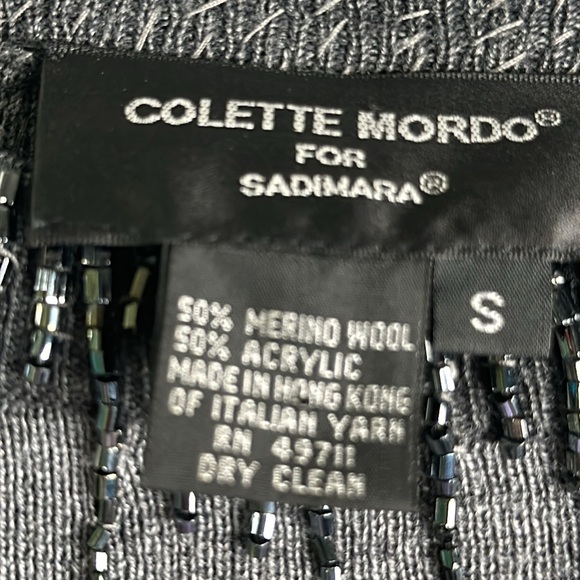 COLETTE MORDO®
FOR
SADIMARA®
S
50% MERINO WOOL
50% ACRYLIC
MADE IN HONG KONG
OF ITALIAN YARN
RN 49711
DRY CLEAN